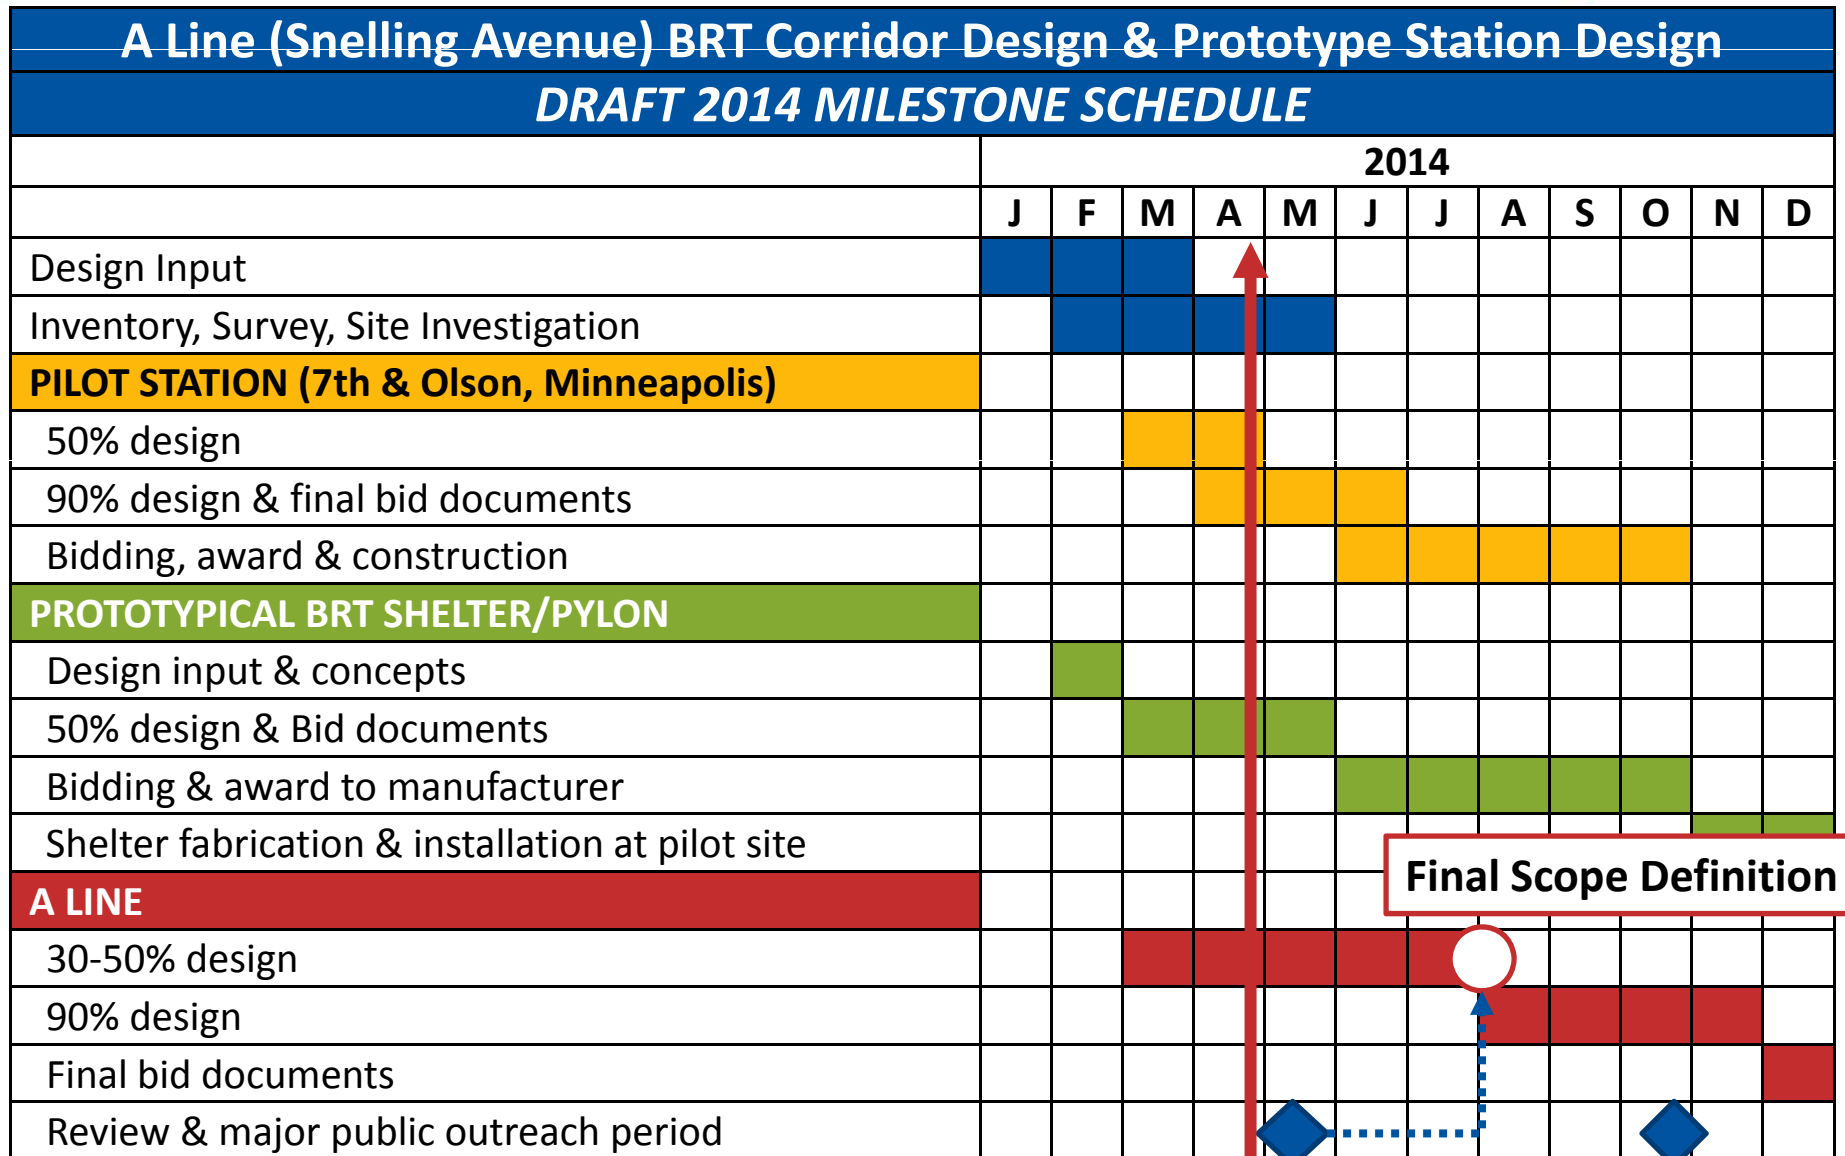 A Line (Snelling Avenue) BRT Corridor Design & Prototype Station Design
DRAFT 2014 MILESTONE SCHEDULE
2014
J F M A M J J A S O N D
Design Input
Inventory, Survey, Site Investigation
PILOT STATION (7th & Olson, Minneapolis)
50% design
90% design & final bid documents
Bidding, award & construction
PROTOTYPICAL BRT SHELTER/PYLON
Design input & concepts
50% design & Bid documents
Bidding & award to manufacturer
Shelter fabrication & installation at pilot site
Final Scope Definition
A LINE
30-50% design
90% design
Final bid documents
Review & major public outreach period